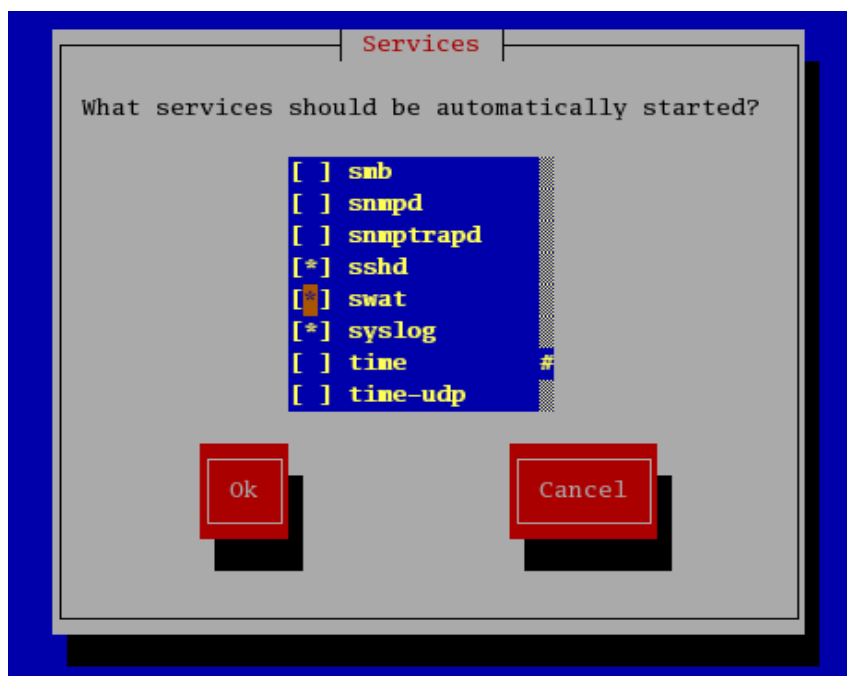 Services
What services should be automatically started?
[ ] smb
[ ] snmpd
[ ] snmptrapd
[*] sshd
[*] swat
[*] syslog
[ ] time #
[ ] time-udp
Ok Cancel